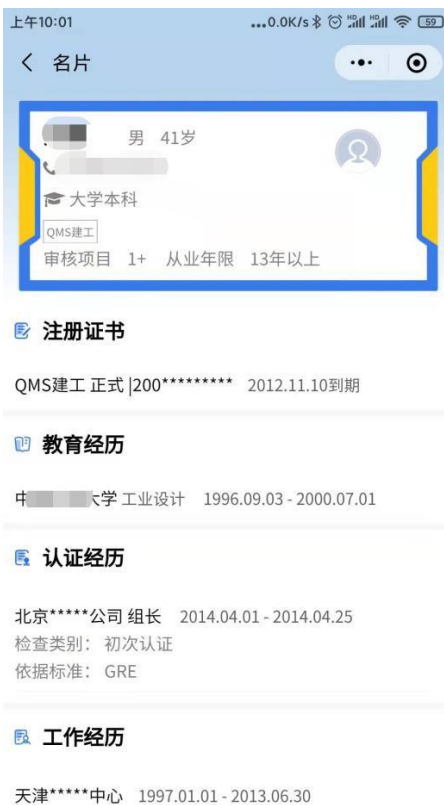 上午10:01 ...0.0K/s HD HD 59
名片
男 41岁
大学本科
QMS建工
审核项目 1+ 从业年限 13年以上
注册证书
QMS建工 正式 |200********* 2012.11.10到期
教育经历
大学 工业设计 1996.09.03 - 2000.07.01
认证经历
北京*****公司 组长 2014.04.01 - 2014.04.25
检查类别： 初次认证
依据标准： GRE
工作经历
天津*****中心 1997.01.01 - 2013.06.30